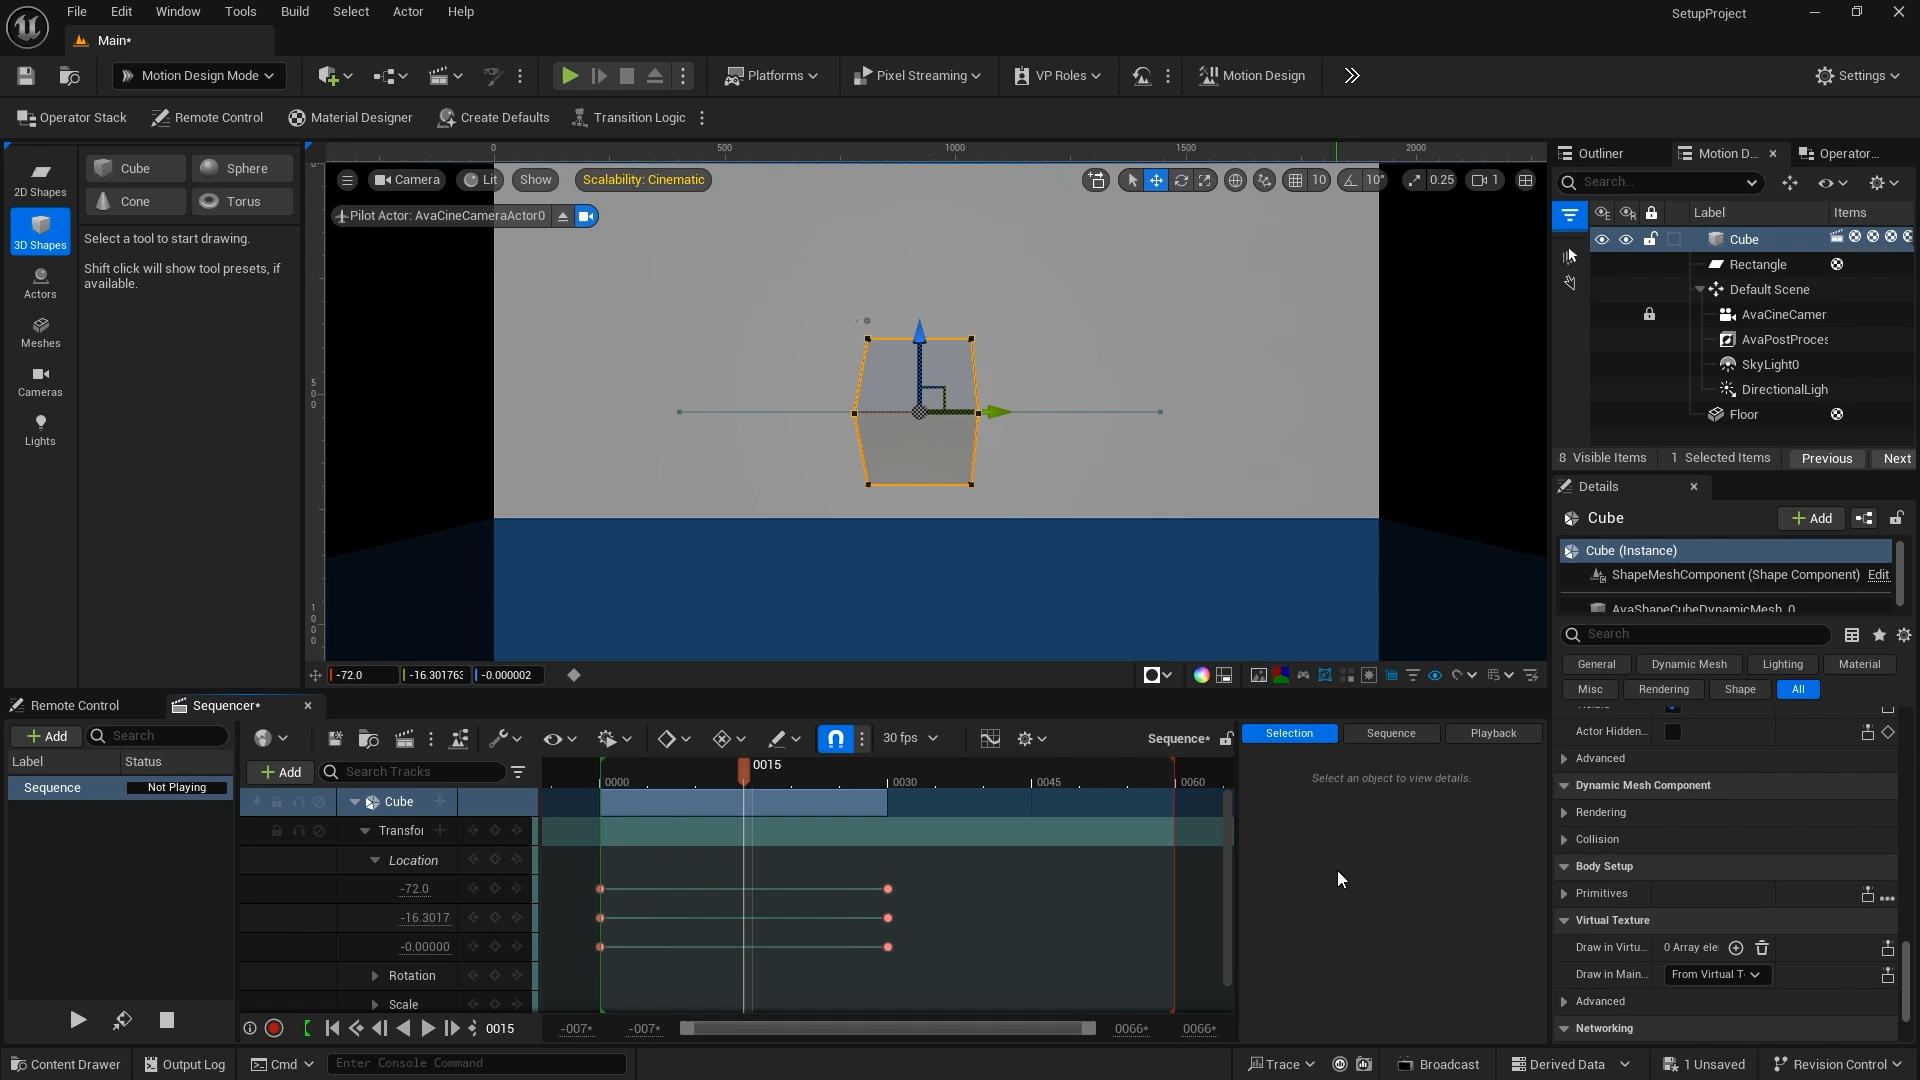 File Edit Window Tools Build Select Actor Help
SetupProject
Main*
Motion Design Mode
Platforms
Pixel Streaming
VP Roles
Motion Design
Settings
Operator Stack
Remote Control
Material Designer
Create Defaults
Transition Logic
2D Shapes
3D Shapes
Actors
Meshes
Cameras
Lights
Cube
Sphere
Cone
Torus
Select a tool to start drawing.
Shift click will show tool presets, if
available.
0 500 1000 1500 2000
Camera Lit Show Scalability: Cinematic
10 10° 0.25 1
Pilot Actor: AvaCineCameraActor0
500
1000
-72.0 -16.301763 -0.000002
Outliner Motion D... Operator...
Search...
Label Items
Cube
Rectangle
Default Scene
AvaCineCamer
AvaPostProces
SkyLight0
DirectionalLigh
Floor
8 Visible Items 1 Selected Items Previous Next
Details
Cube
Add
Cube (Instance)
ShapeMeshComponent (Shape Component) Edit
AvaShapeCubeDynamicMesh_0
Search
General Dynamic Mesh Lighting Material
Misc Rendering Shape All
Actor Hidden...
Advanced
Dynamic Mesh Component
Rendering
Collision
Body Setup
Primitives
Virtual Texture
Draw in Virtu... 0 Array ele
Draw in Main... From Virtual T
Advanced
Networking
Remote Control
Sequencer*
Add
Search
Label Status
Sequence Not Playing
30 fps
Sequence*
Add
Search Tracks
0015
0000 0030 0045 0060
Cube
Transfor
Location
-72.0
-16.3017
-0.00000
Rotation
Scale
0015
-007* -007* 0066* 0066*
Selection Sequence Playback
Select an object to view details.
Content Drawer
Output Log
Cmd
Enter Console Command
Trace
Broadcast
Derived Data
1 Unsaved
Revision Control